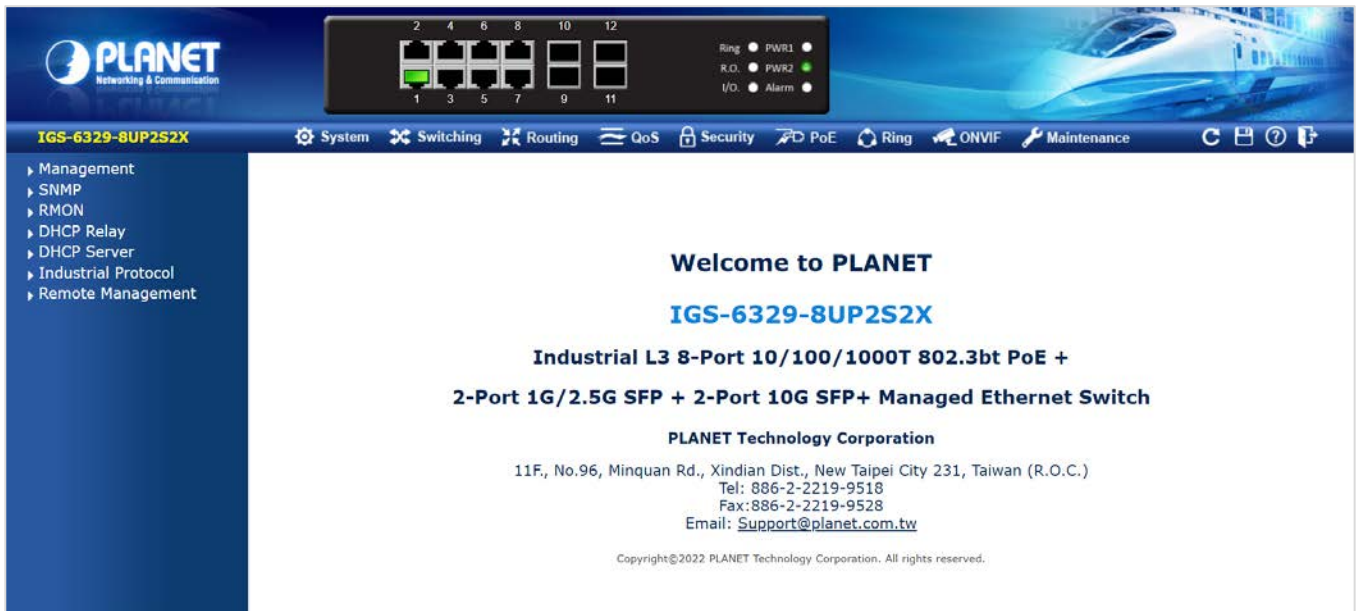 PLANET
Networking & Communication
2 4 6 8 10 12
1 3 5 7 9 11
Ring PWR1
R.O. PWR2
I/O. Alarm
IGS-6329-8UP2S2X
System Switching Routing QoS Security PoE Ring ONVIF Maintenance
Management
SNMP
RMON
DHCP Relay
DHCP Server
Industrial Protocol
Remote Management
Welcome to PLANET
IGS-6329-8UP2S2X
Industrial L3 8-Port 10/100/1000T 802.3bt PoE +
2-Port 1G/2.5G SFP + 2-Port 10G SFP+ Managed Ethernet Switch
PLANET Technology Corporation
11F., No.96, Minquan Rd., Xindian Dist., New Taipei City 231, Taiwan (R.O.C.)
Tel: 886-2-2219-9518
Fax:886-2-2219-9528
Email: Support@planet.com.tw
Copyright©2022 PLANET Technology Corporation. All rights reserved.